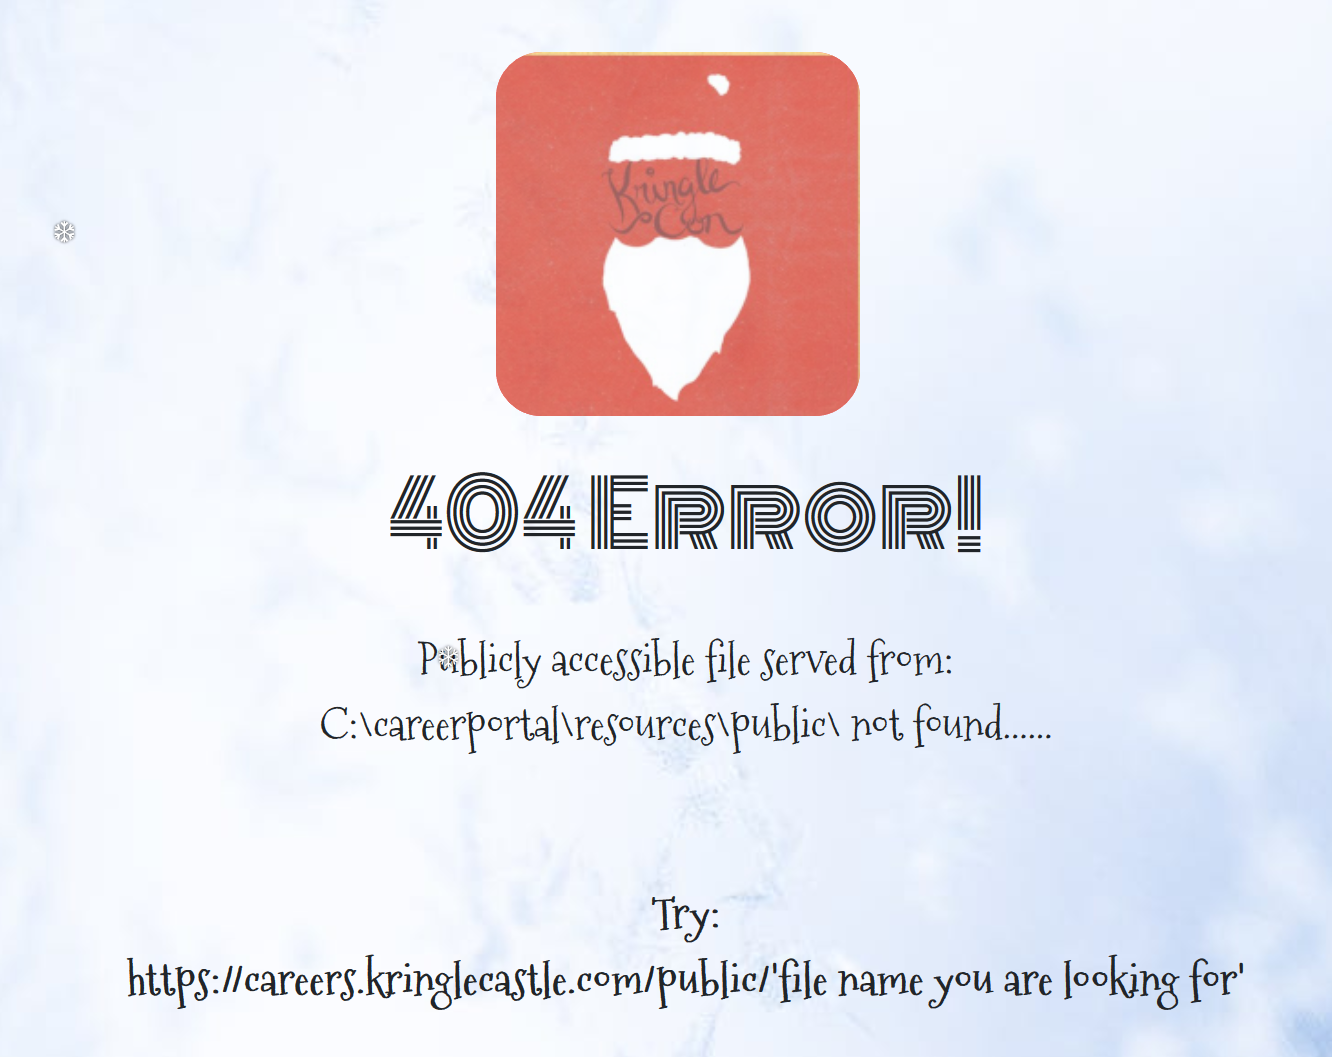 Kringle
Con
404 Error!
Publicly accessible file served from:
C:\careerportal\resources\public\ not found......
Try:
https://careers.kringlecastle.com/public/'file name you are looking for'